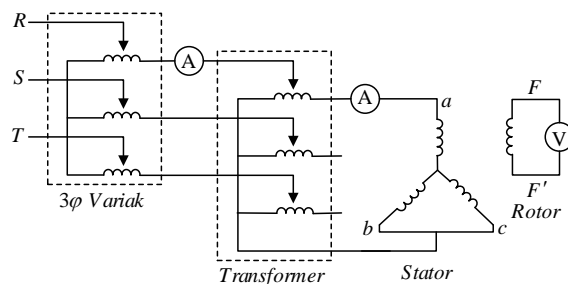 R
A
S
A
a
F
T
V
F'
Rotor
3φ Variak
b
c
Transformer
Stator